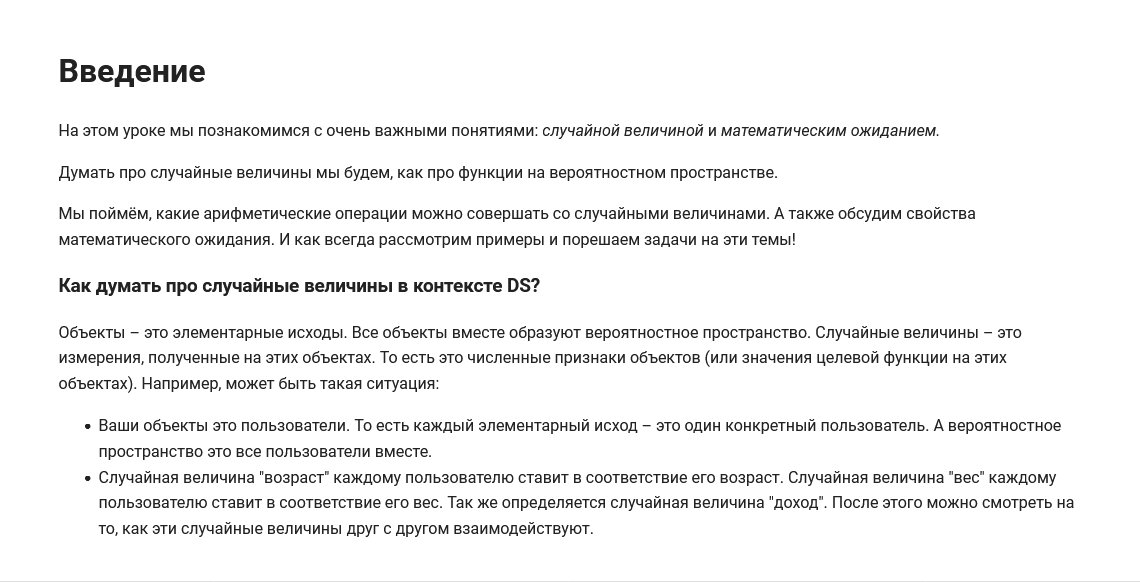 Введение
На этом уроке мы познакомимся с очень важными понятиями: случайной величиной и математическим ожиданием.
Думать про случайные величины мы будем, как про функции на вероятностном пространстве.
Мы поймём, какие арифметические операции можно совершать со случайными величинами. А также обсудим свойства
математического ожидания. И как всегда рассмотрим примеры и порешаем задачи на эти темы!
Как думать про случайные величины в контексте DS?
Объекты – это элементарные исходы. Все объекты вместе образуют вероятностное пространство. Случайные величины – это
измерения, полученные на этих объектах. То есть это численные признаки объектов (или значения целевой функции на этих
объектах). Например, может быть такая ситуация:
• Ваши объекты это пользователи. То есть каждый элементарный исход – это один конкретный пользователь. А вероятностное
пространство это все пользователи вместе.
• Случайная величина "возраст" каждому пользователю ставит в соответствие его возраст. Случайная величина "вес" каждому
пользователю ставит в соответствие его вес. Так же определяется случайная величина "доход". После этого можно смотреть на
то, как эти случайные величины друг с другом взаимодействуют.